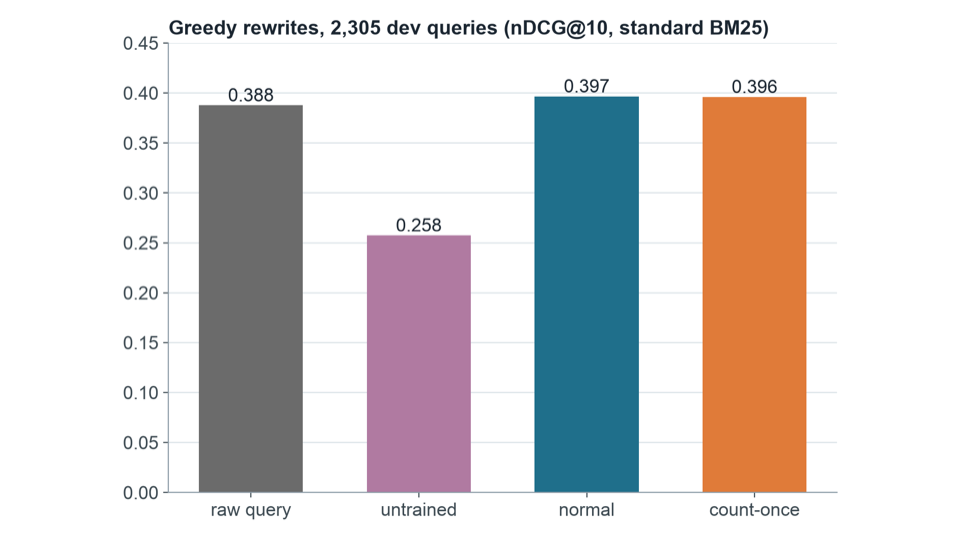 Greedy rewrites, 2,305 dev queries (nDCG@10, standard BM25)
0.45
0.40
0.35
0.30
0.25
0.20
0.15
0.10
0.05
0.00
0.388
0.258
0.397
0.396
raw query
untrained
normal
count-once